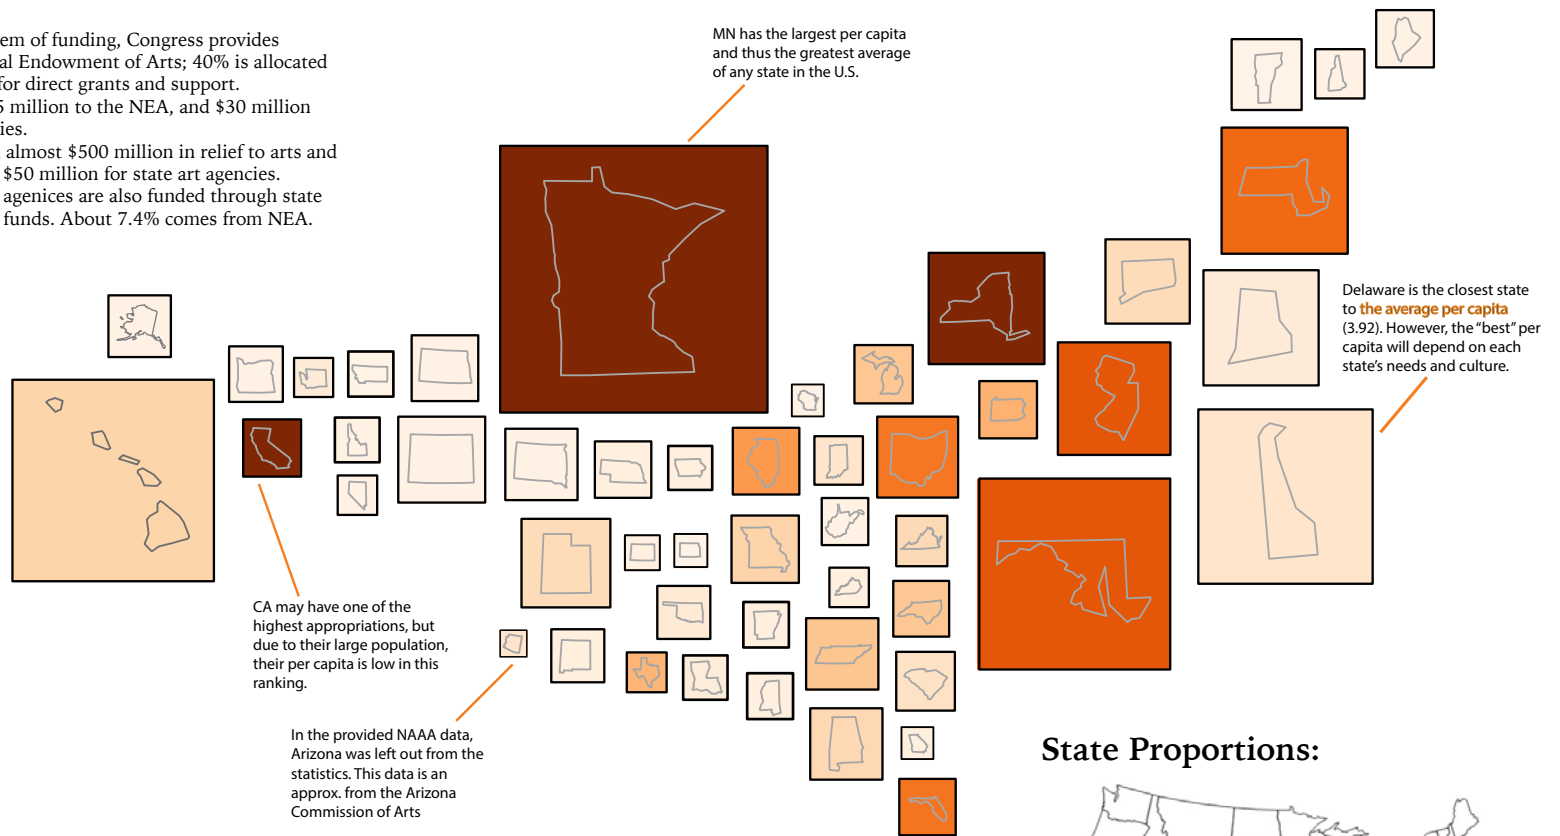 em of funding, Congress provides
al Endowment of Arts; 40% is allocated
for direct grants and support.
5 million to the NEA, and $30 million
ies.
almost $500 million in relief to arts and
$50 million for state art agencies.
agenices are also funded through state
funds. About 7.4% comes from NEA.
MN has the largest per capita
and thus the greatest average
of any state in the U.S.
Delaware is the closest state
to the average per capita
(3.92). However, the “best” per
capita will depend on each
state’s needs and culture.
CA may have one of the
highest appropriations, but
due to their large population,
their per capita is low in this
ranking.
In the provided NAAA data,
Arizona was left out from the
statistics. This data is an
approx. from the Arizona
Commission of Arts
State Proportions: